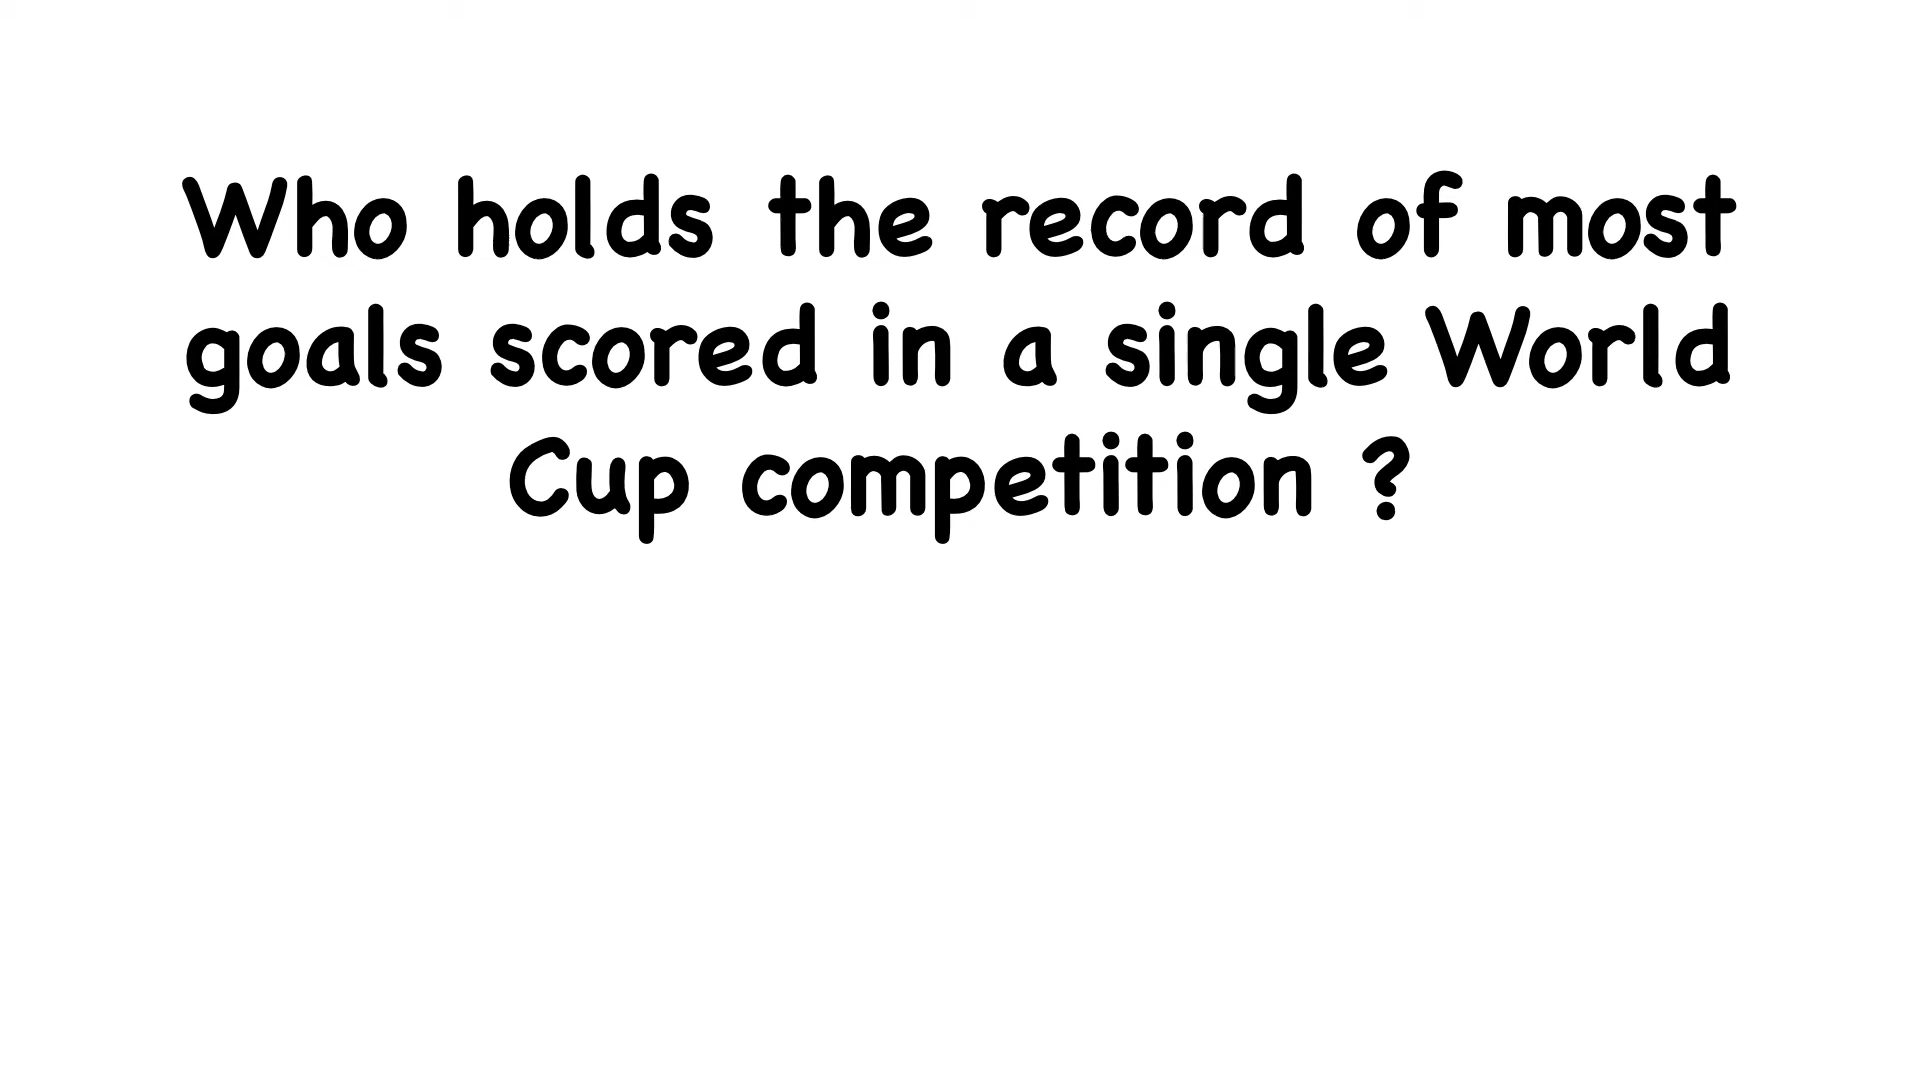 Who holds the record of most
goals scored in a single World
Cup competition ?